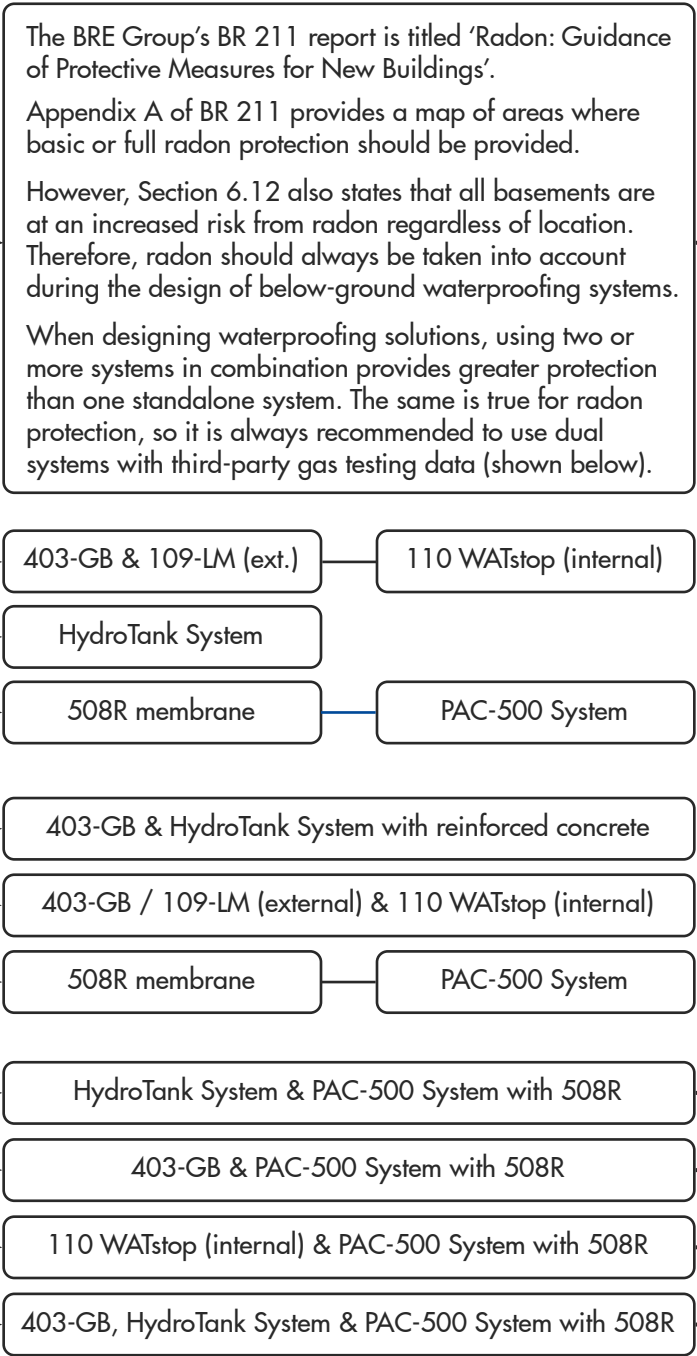 The BRE Group's BR 211 report is titled 'Radon: Guidance
of Protective Measures for New Buildings'.
Appendix A of BR 211 provides a map of areas where
basic or full radon protection should be provided.
However, Section 6.12 also states that all basements are
at an increased risk from radon regardless of location.
Therefore, radon should always be taken into account
during the design of below-ground waterproofing systems.
When designing waterproofing solutions, using two or
more systems in combination provides greater protection
than one standalone system. The same is true for radon
protection, so it is always recommended to use dual
systems with third-party gas testing data (shown below).
403-GB & 109-LM (ext.)
110 WATstop (internal)
HydroTank System
508R membrane
PAC-500 System
403-GB & HydroTank System with reinforced concrete
403-GB / 109-LM (external) & 110 WATstop (internal)
508R membrane
PAC-500 System
HydroTank System & PAC-500 System with 508R
403-GB & PAC-500 System with 508R
110 WATstop (internal) & PAC-500 System with 508R
403-GB, HydroTank System & PAC-500 System with 508R